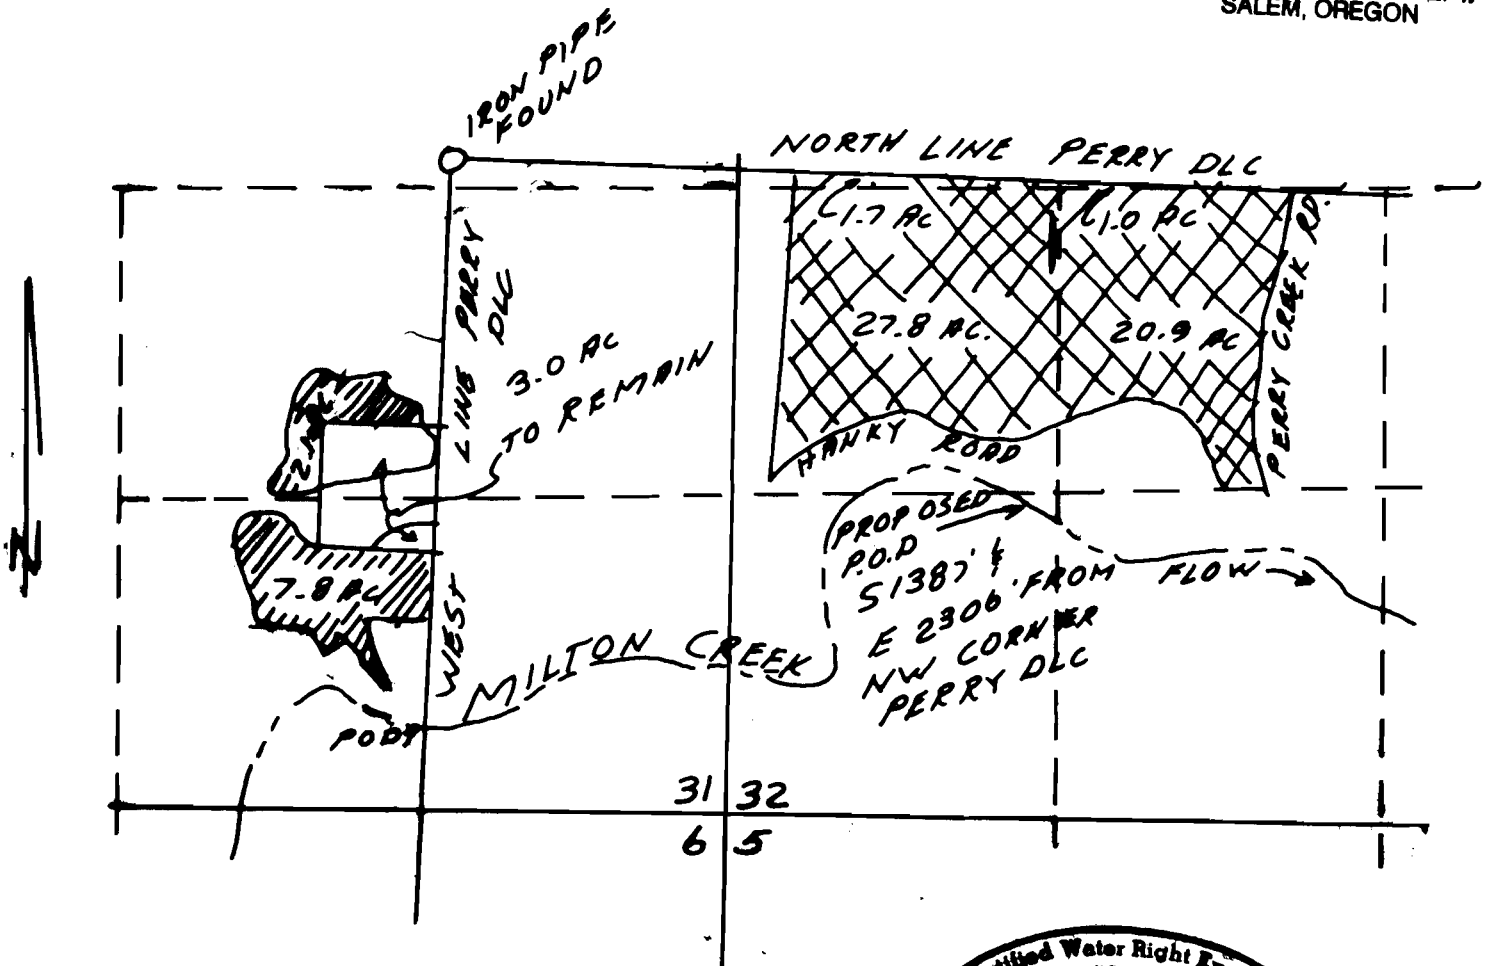 SALEM, OREGON
IRON PIPE
FOUND
NORTH LINE PERRY DLC
1.7 AC
1.0 AC
27.8 AC.
20.9 AC
PERRY CREEK RD.
HANKY ROAD
WEST LINE PERRY
DLC
3.0 AC
TO REMAIN
7.8 AC
PROPOSED
P.O.D
S 1387' &
E 2306' FROM
NW CORNER
PERRY DLC
FLOW
MILTON CREEK
31 32
6 5
N
Water Right